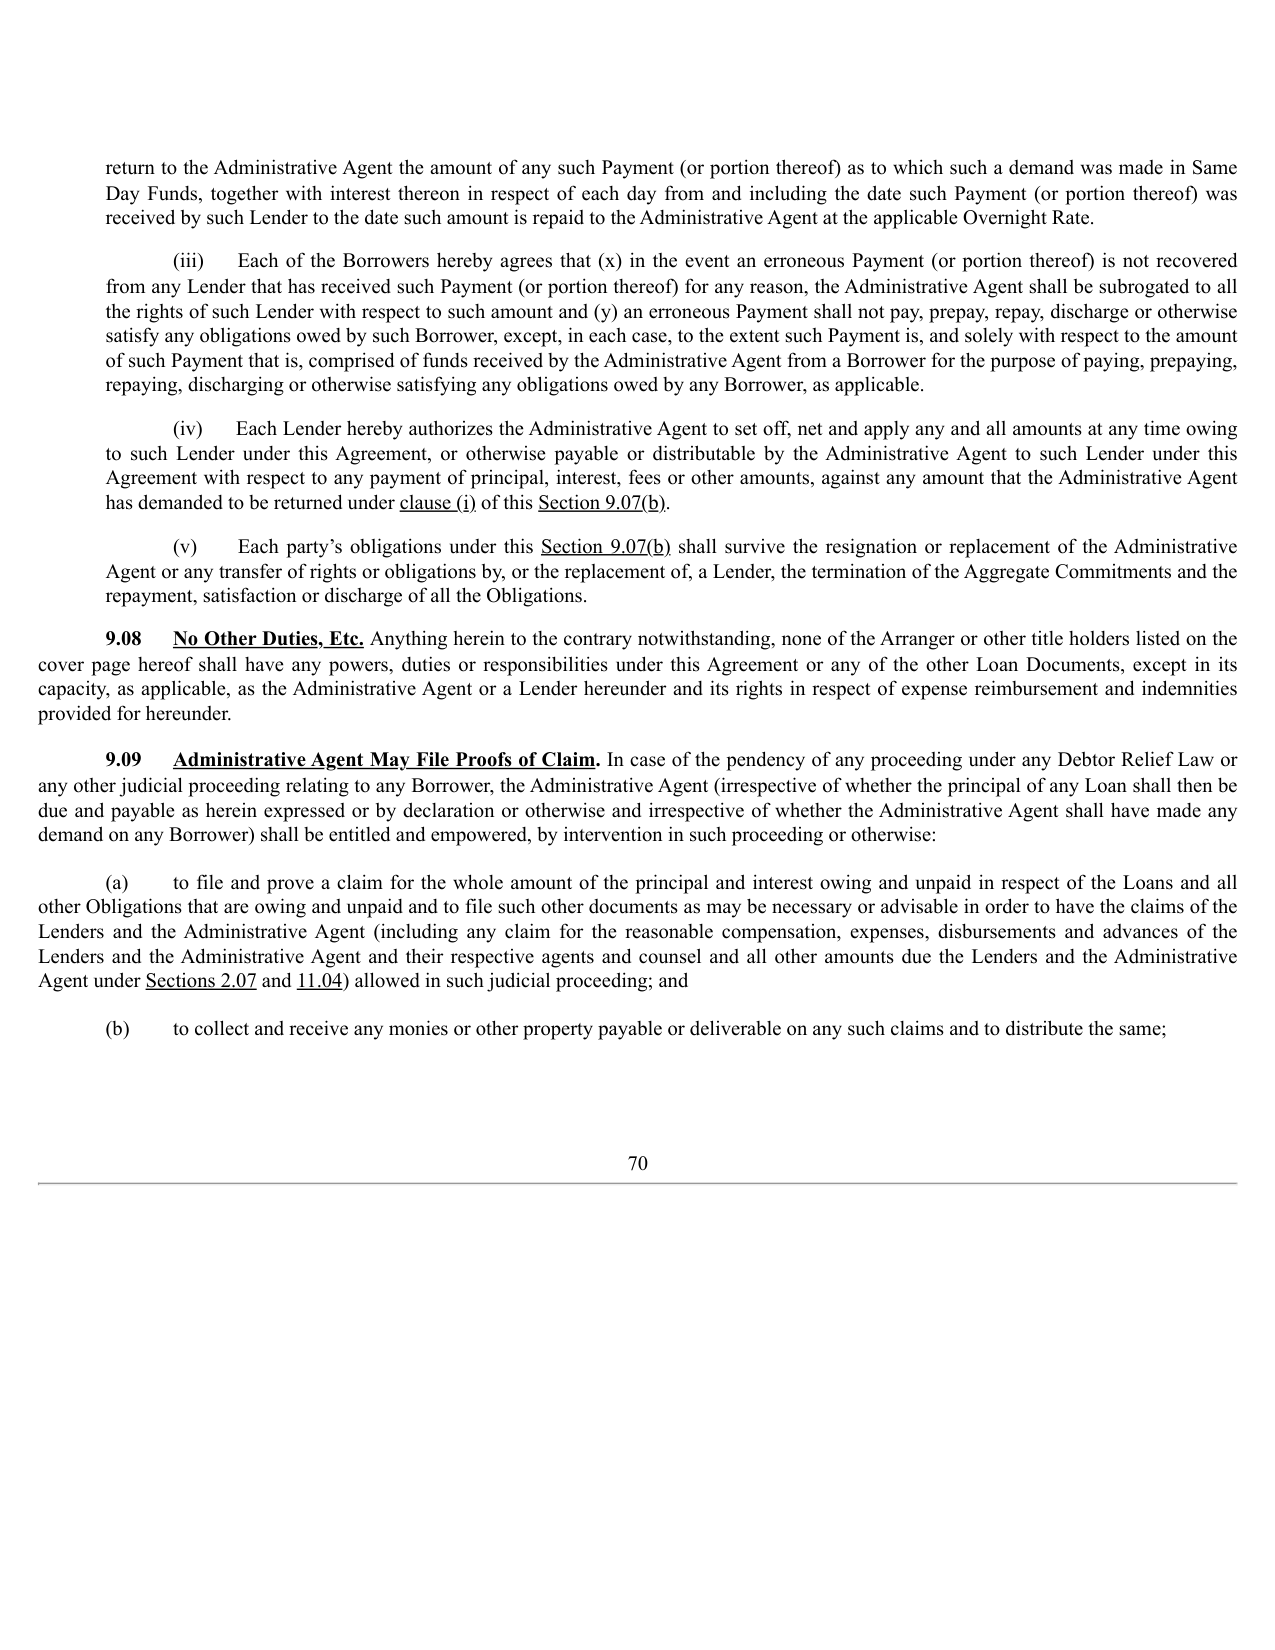 return to the Administrative Agent the amount of any such Payment (or portion thereof) as to which such a demand was made in Same
Day Funds, together with interest thereon in respect of each day from and including the date such Payment (or portion thereof) was
received by such Lender to the date such amount is repaid to the Administrative Agent at the applicable Overnight Rate.
(iii) Each of the Borrowers hereby agrees that (x) in the event an erroneous Payment (or portion thereof) is not recovered
from any Lender that has received such Payment (or portion thereof) for any reason, the Administrative Agent shall be subrogated to all
the rights of such Lender with respect to such amount and (y) an erroneous Payment shall not pay, prepay, repay, discharge or otherwise
satisfy any obligations owed by such Borrower, except, in each case, to the extent such Payment is, and solely with respect to the amount
of such Payment that is, comprised of funds received by the Administrative Agent from a Borrower for the purpose of paying, prepaying,
repaying, discharging or otherwise satisfying any obligations owed by any Borrower, as applicable.
(iv) Each Lender hereby authorizes the Administrative Agent to set off, net and apply any and all amounts at any time owing
to such Lender under this Agreement, or otherwise payable or distributable by the Administrative Agent to such Lender under this
Agreement with respect to any payment of principal, interest, fees or other amounts, against any amount that the Administrative Agent
has demanded to be returned under clause (i) of this Section 9.07(b).
(v) Each party’s obligations under this Section 9.07(b) shall survive the resignation or replacement of the Administrative
Agent or any transfer of rights or obligations by, or the replacement of, a Lender, the termination of the Aggregate Commitments and the
repayment, satisfaction or discharge of all the Obligations.
9.08 No Other Duties, Etc. Anything herein to the contrary notwithstanding, none of the Arranger or other title holders listed on the
cover page hereof shall have any powers, duties or responsibilities under this Agreement or any of the other Loan Documents, except in its
capacity, as applicable, as the Administrative Agent or a Lender hereunder and its rights in respect of expense reimbursement and indemnities
provided for hereunder.
9.09 Administrative Agent May File Proofs of Claim. In case of the pendency of any proceeding under any Debtor Relief Law or
any other judicial proceeding relating to any Borrower, the Administrative Agent (irrespective of whether the principal of any Loan shall then be
due and payable as herein expressed or by declaration or otherwise and irrespective of whether the Administrative Agent shall have made any
demand on any Borrower) shall be entitled and empowered, by intervention in such proceeding or otherwise:
(a) to file and prove a claim for the whole amount of the principal and interest owing and unpaid in respect of the Loans and all
other Obligations that are owing and unpaid and to file such other documents as may be necessary or advisable in order to have the claims of the
Lenders and the Administrative Agent (including any claim for the reasonable compensation, expenses, disbursements and advances of the
Lenders and the Administrative Agent and their respective agents and counsel and all other amounts due the Lenders and the Administrative
Agent under Sections 2.07 and 11.04) allowed in such judicial proceeding; and
(b) to collect and receive any monies or other property payable or deliverable on any such claims and to distribute the same;
70